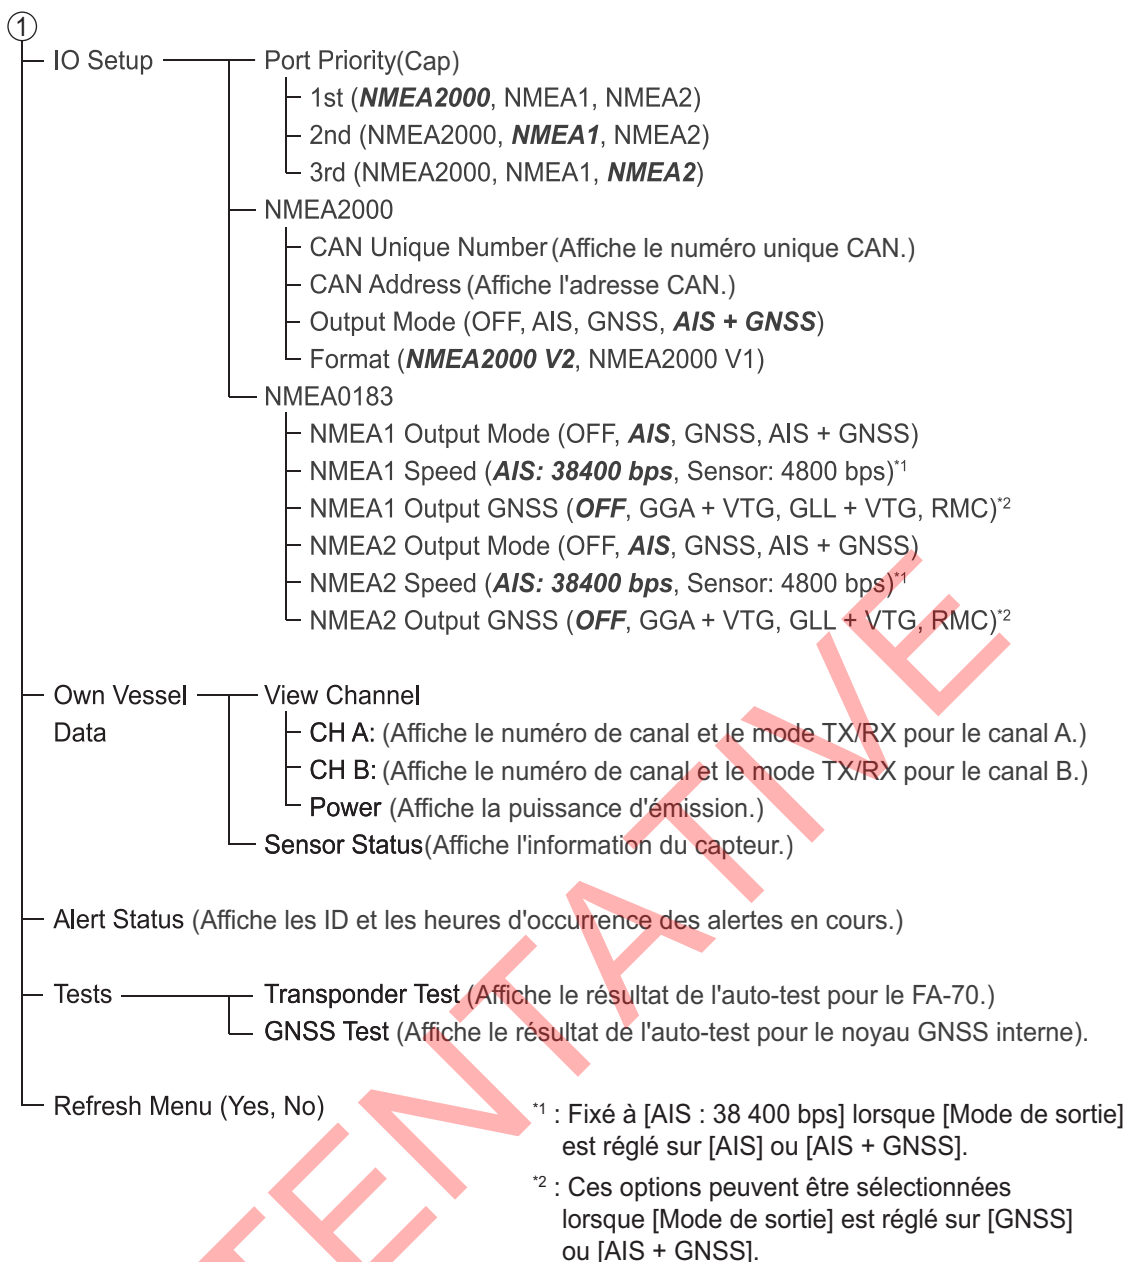 1
IO Setup
Port Priority(Cap)
1st (NMEA2000, NMEA1, NMEA2)
2nd (NMEA2000, NMEA1, NMEA2)
3rd (NMEA2000, NMEA1, NMEA2)
NMEA2000
CAN Unique Number(Affiche le numéro unique CAN.)
CAN Address (Affiche l'adresse CAN.)
Output Mode (OFF, AIS, GNSS, AIS + GNSS)
Format (NMEA2000 V2, NMEA2000 V1)
NMEA0183
NMEA1 Output Mode (OFF, AIS, GNSS, AIS + GNSS)
NMEA1 Speed (AIS: 38400 bps, Sensor: 4800 bps)*1
NMEA1 Output GNSS (OFF, GGA + VTG, GLL + VTG, RMC)*2
NMEA2 Output Mode (OFF, AIS, GNSS, AIS + GNSS)
NMEA2 Speed (AIS: 38400 bps, Sensor: 4800 bps)*1
NMEA2 Output GNSS (OFF, GGA + VTG, GLL + VTG, RMC)*2
Own Vessel
Data
View Channel
CH A: (Affiche le numéro de canal et le mode TX/RX pour le canal A.)
CH B: (Affiche le numéro de canal et le mode TX/RX pour le canal B.)
Power (Affiche la puissance d'émission.)
Sensor Status(Affiche l'information du capteur.)
Alert Status (Affiche les ID et les heures d'occurrence des alertes en cours.)
Tests
Transponder Test (Affiche le résultat de l'auto-test pour le FA-70.)
GNSS Test (Affiche le résultat de l'auto-test pour le noyau GNSS interne).
Refresh Menu (Yes, No)
*1 : Fixé à [AIS : 38 400 bps] lorsque [Mode de sortie]
est réglé sur [AIS] ou [AIS + GNSS].
*2 : Ces options peuvent être sélectionnées
lorsque [Mode de sortie] est réglé sur [GNSS]
ou [AIS + GNSS].
TENTATIVE